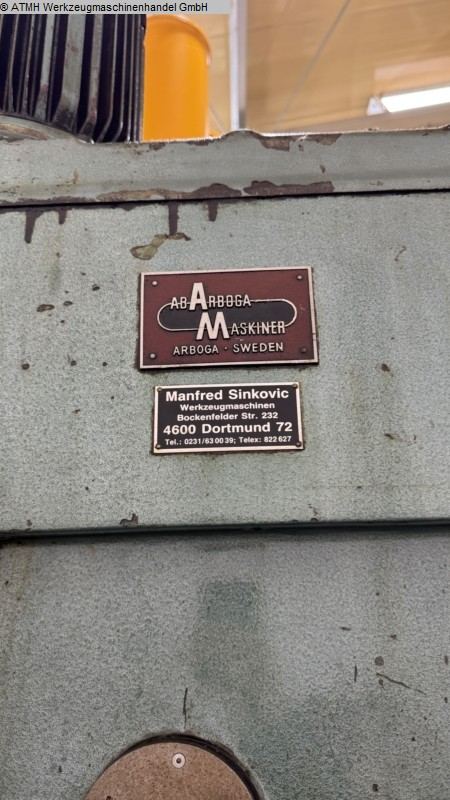 © ATMH Werkzeugmaschinenhandel GmbH
AB ARBOGA
MASKINER
ARBOGA · SWEDEN
Manfred Sinkovic
Werkzeugmaschinen
Bockenfelder Str. 232
4600 Dortmund 72
Tel.: 0231/63 00 39; Telex: 822 627